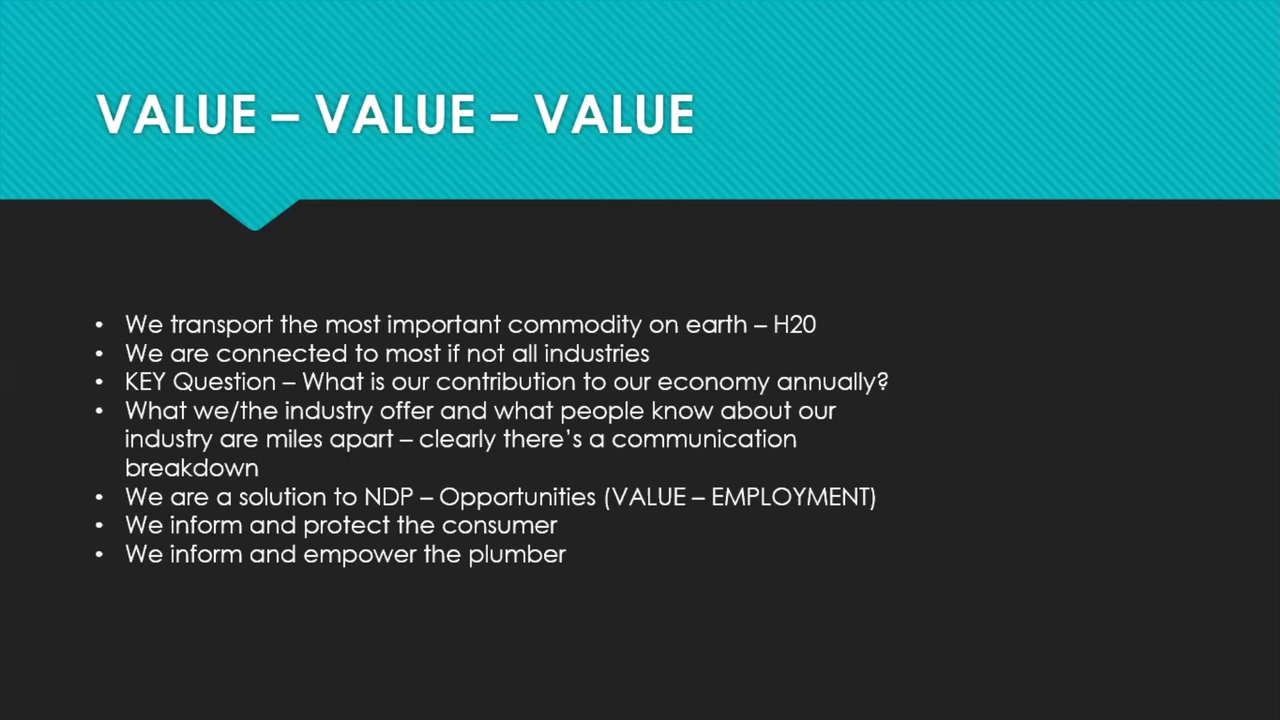 VALUE – VALUE – VALUE
• We transport the most important commodity on earth – H20
• We are connected to most if not all industries
• KEY Question – What is our contribution to our economy annually?
• What we/the industry offer and what people know about our
industry are miles apart – clearly there's a communication
breakdown
• We are a solution to NDP – Opportunities (VALUE – EMPLOYMENT)
• We inform and protect the consumer
• We inform and empower the plumber